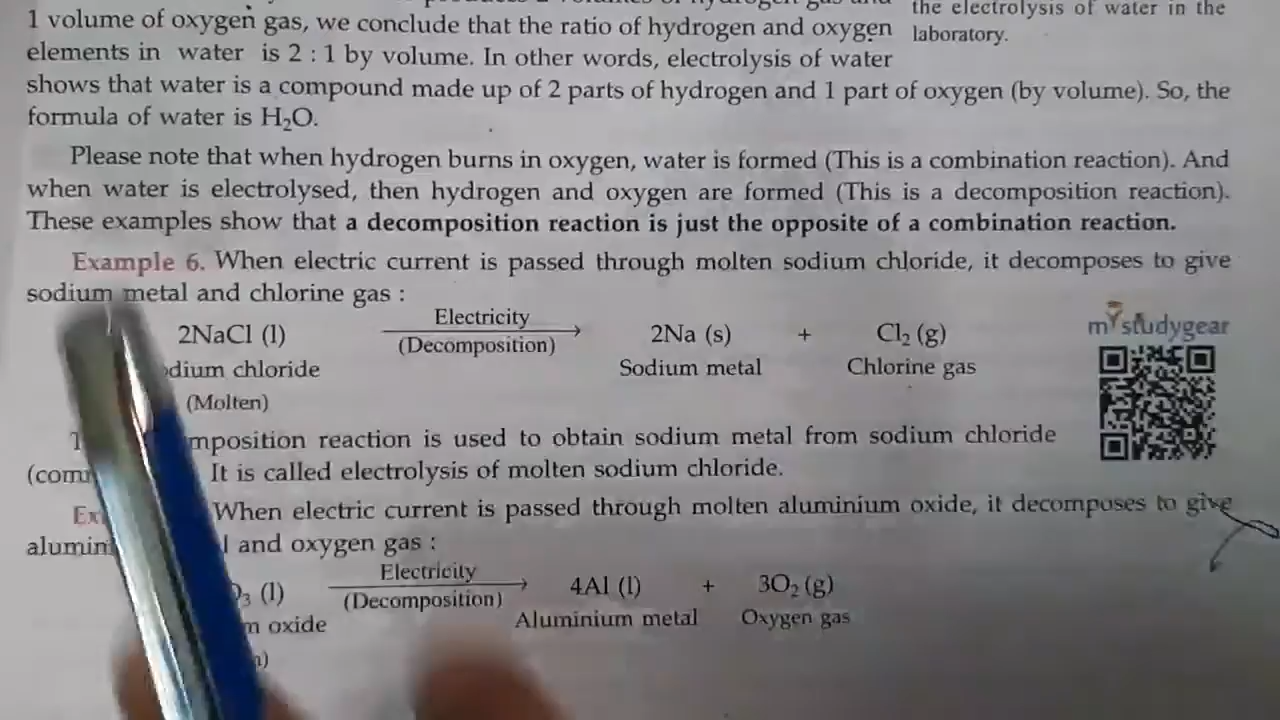 1 volume of oxygen gas, we conclude that the ratio of hydrogen and oxygen
the electrolysis of water in the
laboratory.
elements in water is 2 : 1 by volume. In other words, electrolysis of water
shows that water is a compound made up of 2 parts of hydrogen and 1 part of oxygen (by volume). So, the
formula of water is H₂O.
Please note that when hydrogen burns in oxygen, water is formed (This is a combination reaction). And
when water is electrolysed, then hydrogen and oxygen are formed (This is a decomposition reaction).
These examples show that a decomposition reaction is just the opposite of a combination reaction.
Example 6. When electric current is passed through molten sodium chloride, it decomposes to give
sodium metal and chlorine gas :
2NaCl (l) Electricity (Decomposition) → 2Na (s) + Cl₂ (g)
dium chloride Sodium metal Chlorine gas
(Molten)
mystudygear
mposition reaction is used to obtain sodium metal from sodium chloride
(com It is called electrolysis of molten sodium chloride.
Ex When electric current is passed through molten aluminium oxide, it decomposes to give
alumin l and oxygen gas :
O₃ (l) Electricity (Decomposition) → 4Al (l) + 3O₂ (g)
m oxide Aluminium metal Oxygen gas
n)